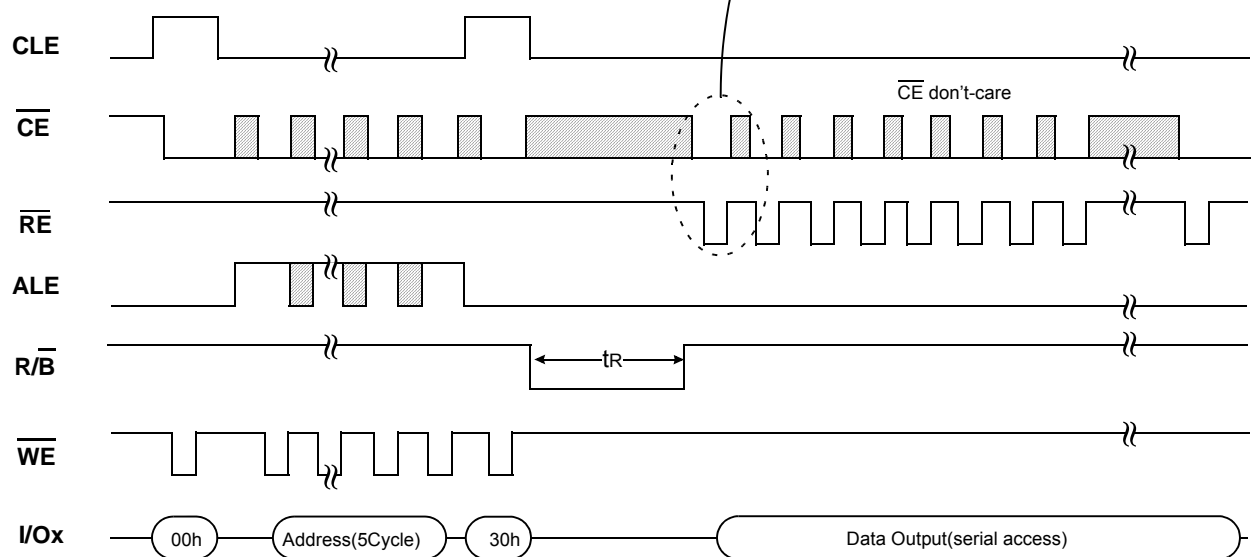 CLE
CE don't-care
CE
RE
ALE
R/B
tR
WE
I/Ox
00h
Address(5Cycle)
30h
Data Output(serial access)